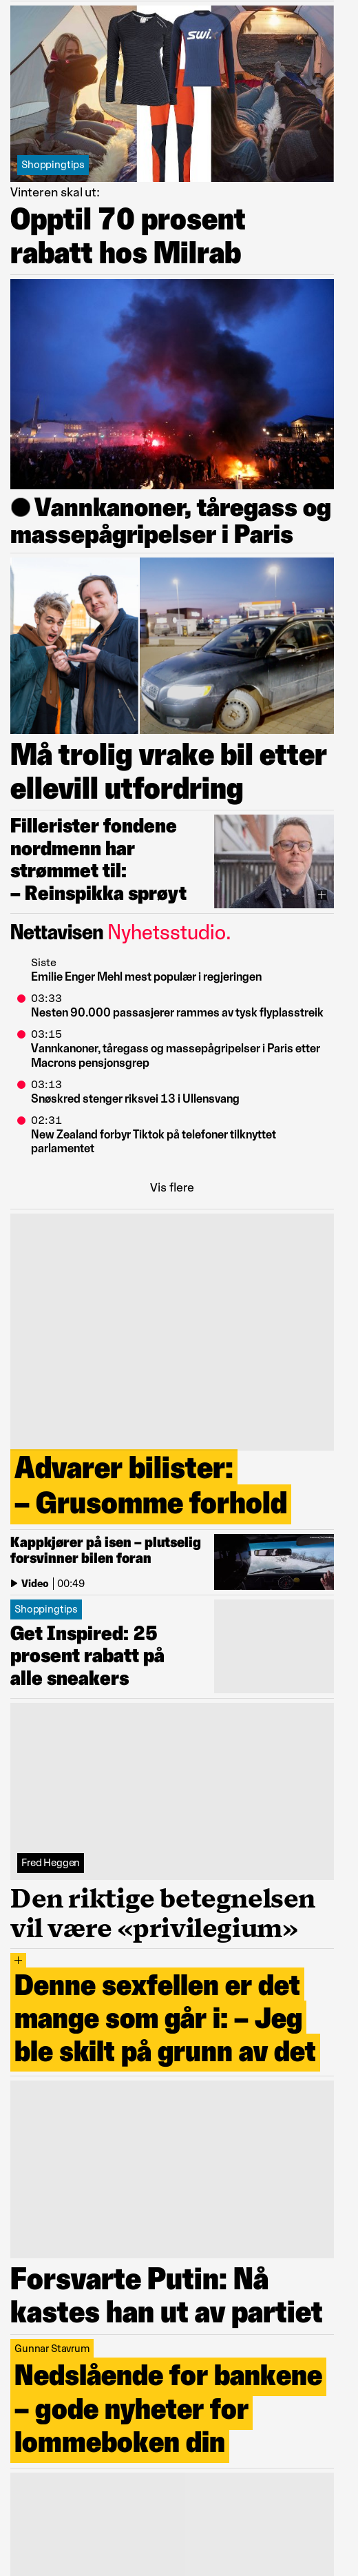 SWIX
Shoppingtips
Vinteren skal ut:
Opptil 70 prosent
rabatt hos Milrab
Vannkanoner, tåregass og
massepågripelser i Paris
Må trolig vrake bil etter
ellevill utfordring
Fillerister fondene
nordmenn har
strømmet til:
– Reinspikka sprøyt
Nettavisen Nyhetsstudio.
Siste
Emilie Enger Mehl mest populær i regjeringen
03:33
Nesten 90.000 passasjerer rammes av tysk flyplasstreik
03:15
Vannkanoner, tåregass og massepågripelser i Paris etter
Macrons pensjonsgrep
03:13
Snøskred stenger riksvei 13 i Ullensvang
02:31
New Zealand forbyr Tiktok på telefoner tilknyttet
parlamentet
Vis flere
Advarer bilister:
– Grusomme forhold
Kappkjører på isen – plutselig
forsvinner bilen foran
Video | 00:49
Shoppingtips
Get Inspired: 25
prosent rabatt på
alle sneakers
Fred Heggen
Den riktige betegnelsen
vil være «privilegium»
+
Denne sexfellen er det
mange som går i: – Jeg
ble skilt på grunn av det
Forsvarte Putin: Nå
kastes han ut av partiet
Gunnar Stavrum
Nedslående for bankene
– gode nyheter for
lommeboken din